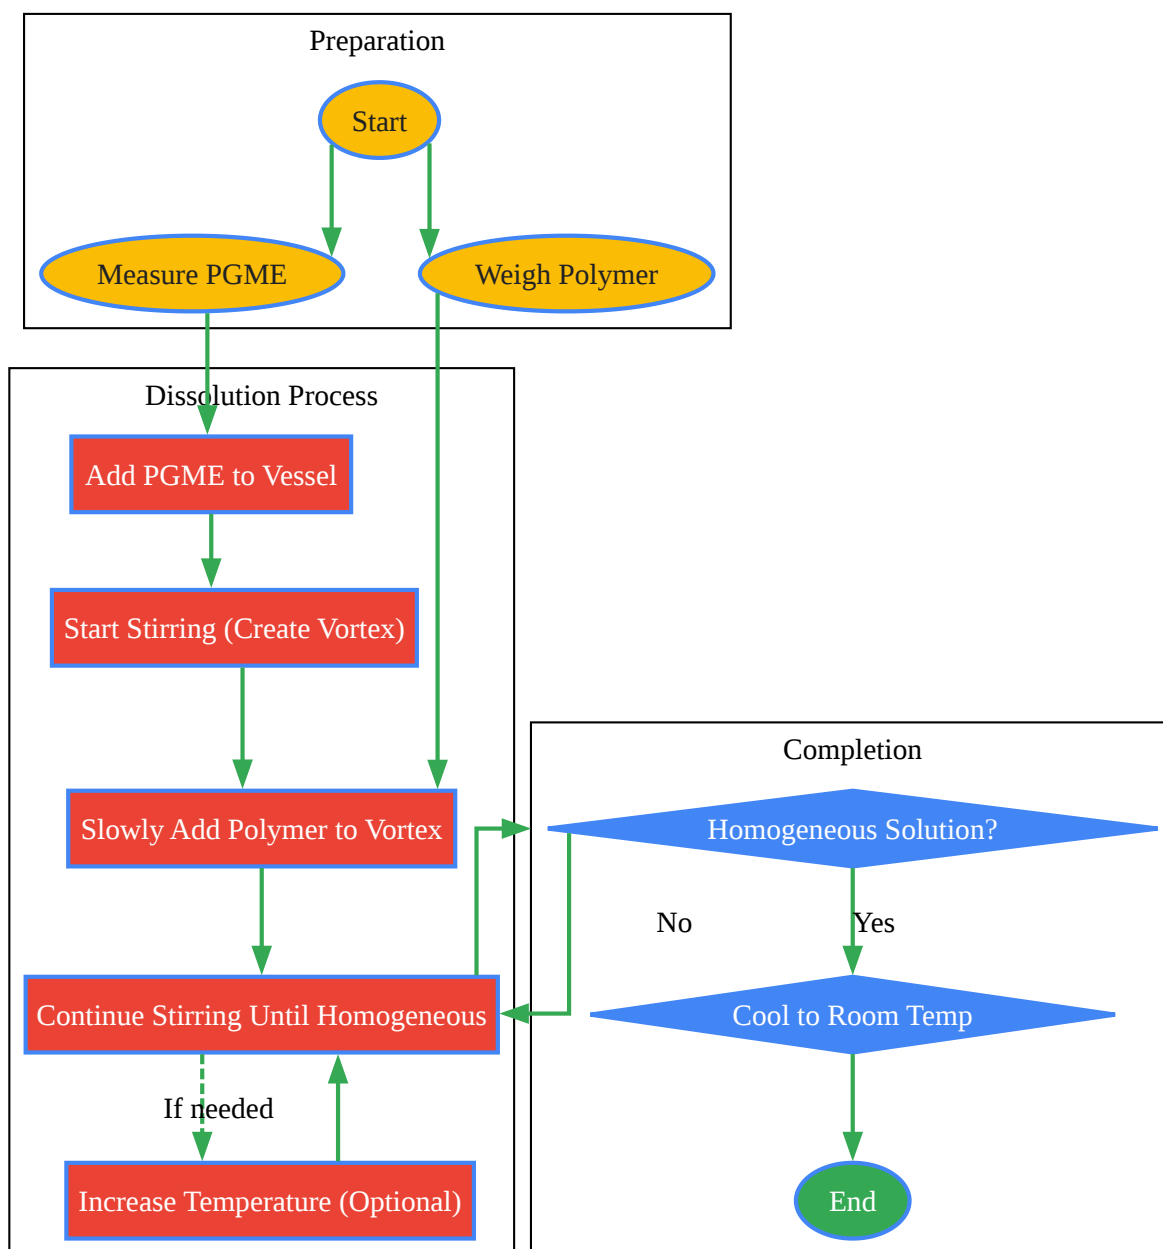 Preparation
Start
Measure PGME
Weigh Polymer
Dissolution Process
Add PGME to Vessel
Start Stirring (Create Vortex)
Slowly Add Polymer to Vortex
Continue Stirring Until Homogeneous
If needed
Increase Temperature (Optional)
Completion
Homogeneous Solution?
No
Yes
Cool to Room Temp
End